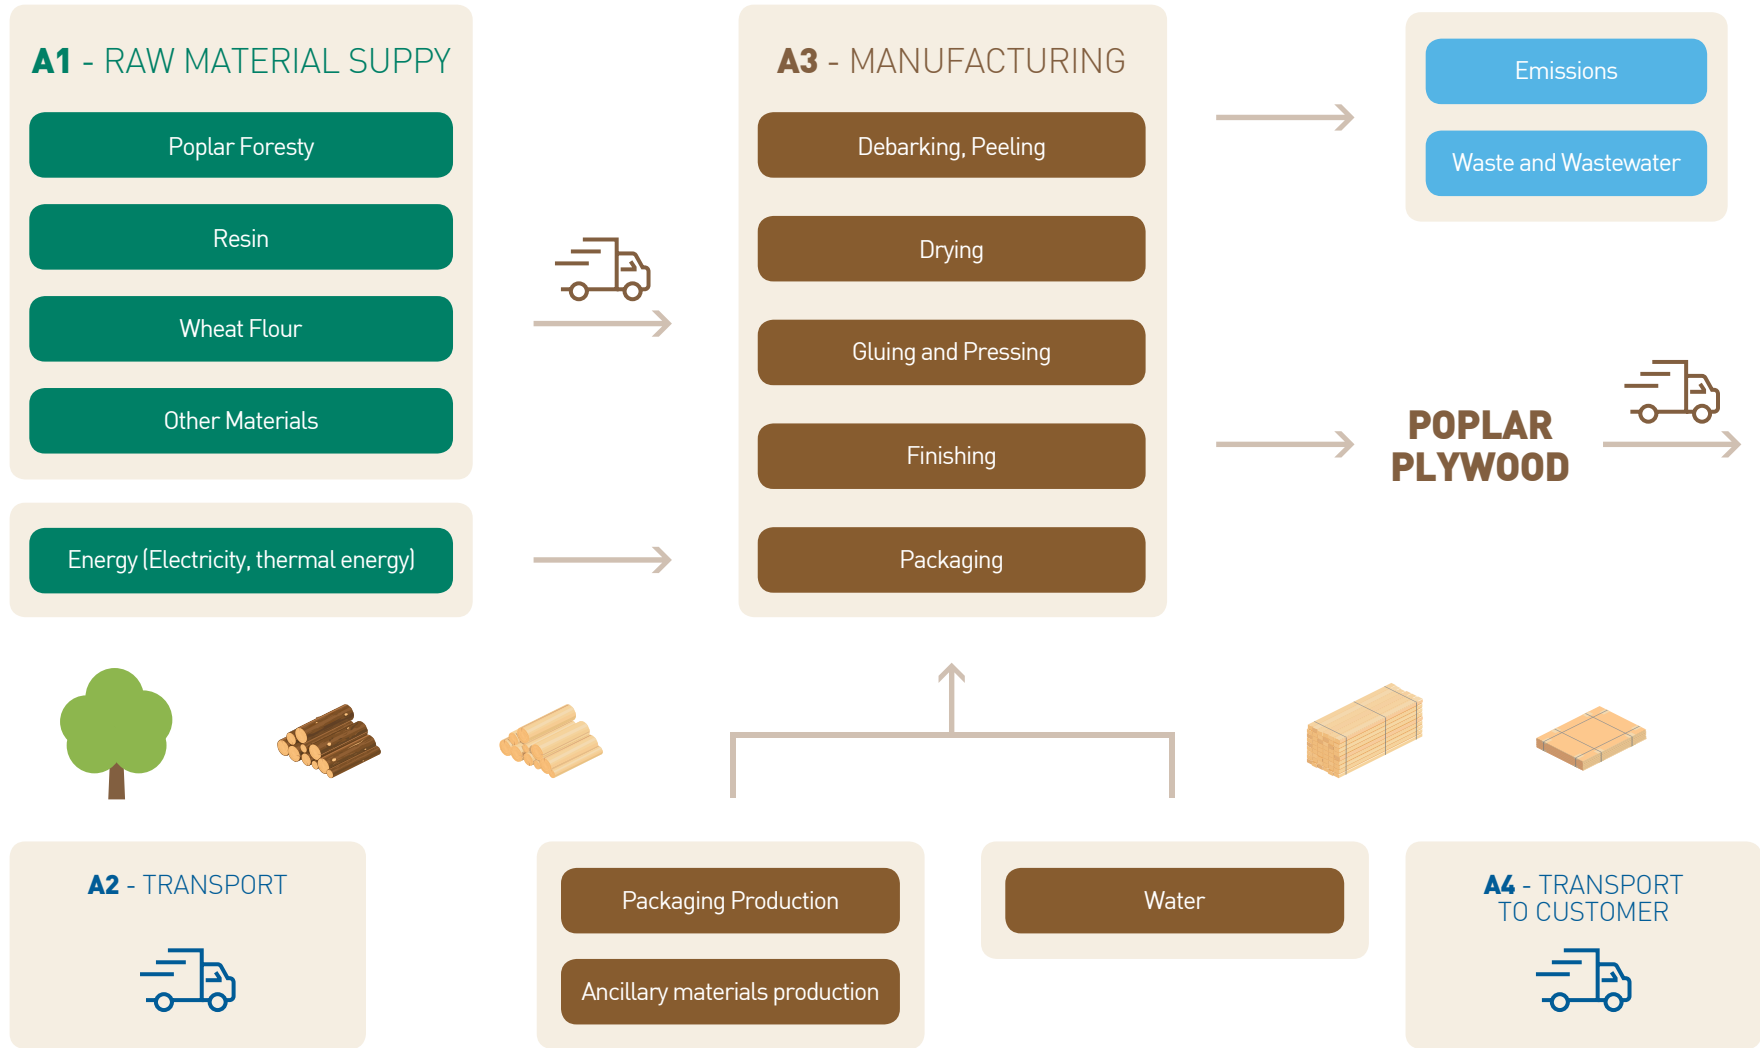 A1 - RAW MATERIAL SUPPY
Poplar Foresty
Resin
Wheat Flour
Other Materials
Energy (Electricity, thermal energy)
A3 - MANUFACTURING
Debarking, Peeling
Drying
Gluing and Pressing
Finishing
Packaging
Emissions
Waste and Wastewater
POPLAR
PLYWOOD
A2 - TRANSPORT
Packaging Production
Ancillary materials production
Water
A4 - TRANSPORT
TO CUSTOMER